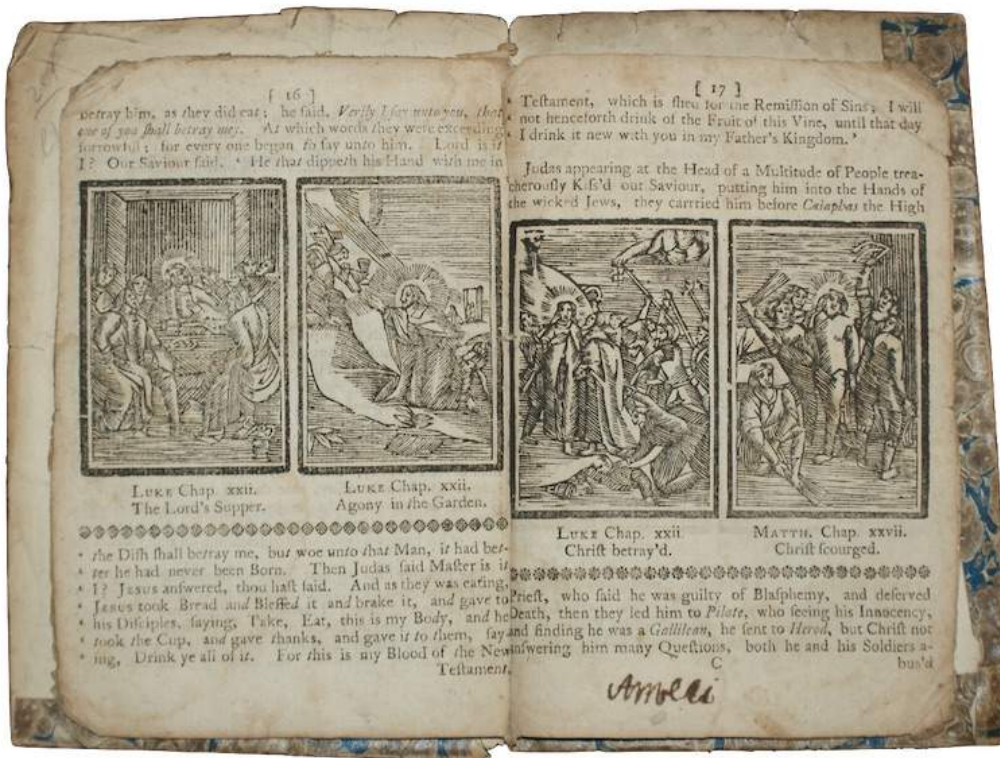 [ 16 ]
betray him, as they did eat; he said, Verily I say unto you, that
one of you shall betray me;. At which words they were exceeding
sorrowful; for every one began to say unto him. Lord is it
I? Our Saviour said. ‘ He that dippeth his Hand with me in
LUKE Chap. xxii.
The Lord's Supper.
LUKE Chap. xxii.
Agony in the Garden.
‘ the Dish shall betray me, but woe unto that Man, it had bet-
‘ ter he had never been Born. Then Judas said Master is it
‘ I? JESUS answered, thou hast said. And as they was eating,
‘ JESUS took Bread and Blessed it and brake it, and gave to
‘ his Disciples, saying, Take, Eat, this is my Body, and he
‘ took the Cup, and gave thanks, and gave it to them, say
‘ ing, Drink ye all of it. For this is my Blood of the New
Testament,
[ 17 ]
‘ Testament, which is shed for the Remission of Sins; I will
‘ not henceforth drink of the Fruit of this Vine, until that day
‘ I drink it new with you in my Father's Kingdom.’
Judas appearing at the Head of a Multitude of People trea-
cherously Kiss'd our Saviour, putting him into the Hands of
the wicked Jews, they carrried him before Caiaphas the High
LUKE Chap. xxii
Christ betray'd.
MATTH. Chap. xxvii.
Christ scourged.
Priest, who said he was guilty of Blasphemy, and deserved
Death, then they led him to Pilate, who seeing his Innocency,
and finding he was a Gallilean, he sent to Herod, but Christ not
answering him many Questions, both he and his Soldiers a-
C
bus'd